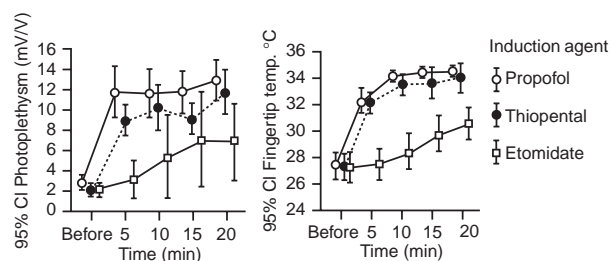 95% CI Photoplethysm (mV/V)
16
14
12
10
8
6
4
2
0
Before 5 10 15 20
Time (min)
95% CI Fingertip temp. °C
36
34
32
30
28
26
24
Before 5 10 15 20
Time (min)
Induction agent
Propofol
Thiopental
Etomidate